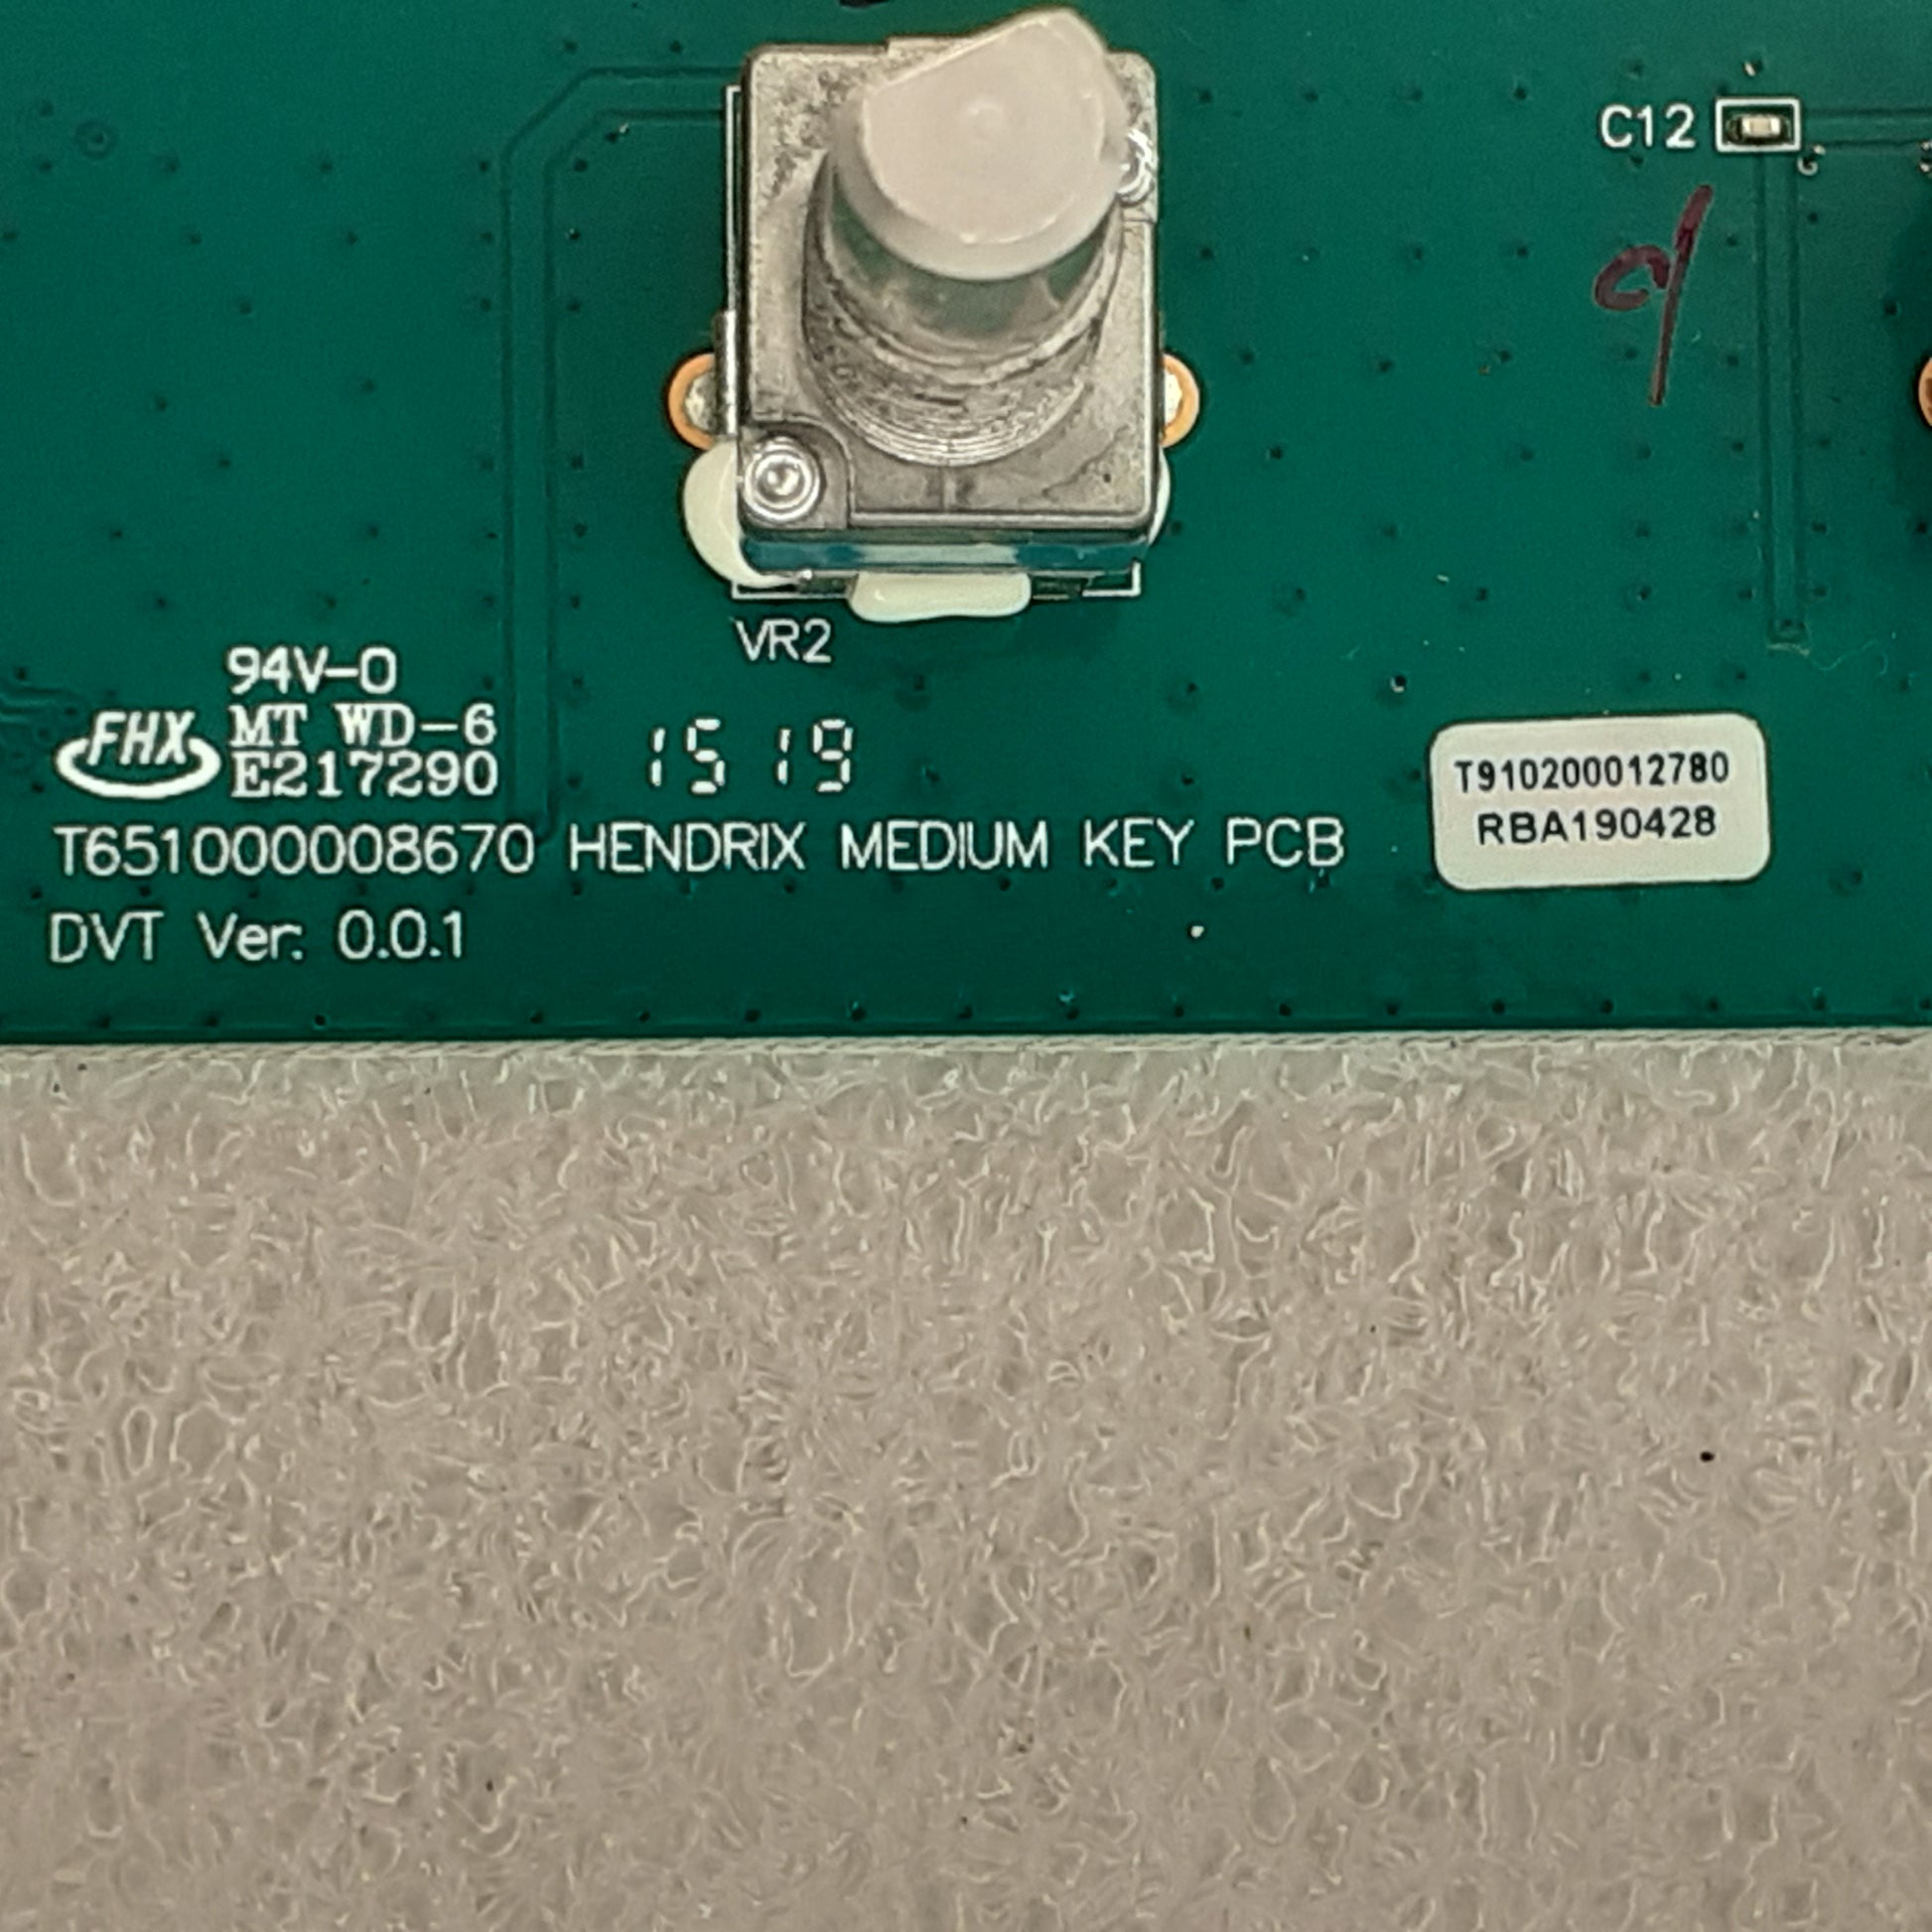 C12
VR2
94V-0
FHX MT WD-6
E217290
1519
T651000008670 HENDRIX MEDIUM KEY PCB
DVT Ver: 0.0.1
T910200012780
RBA190428